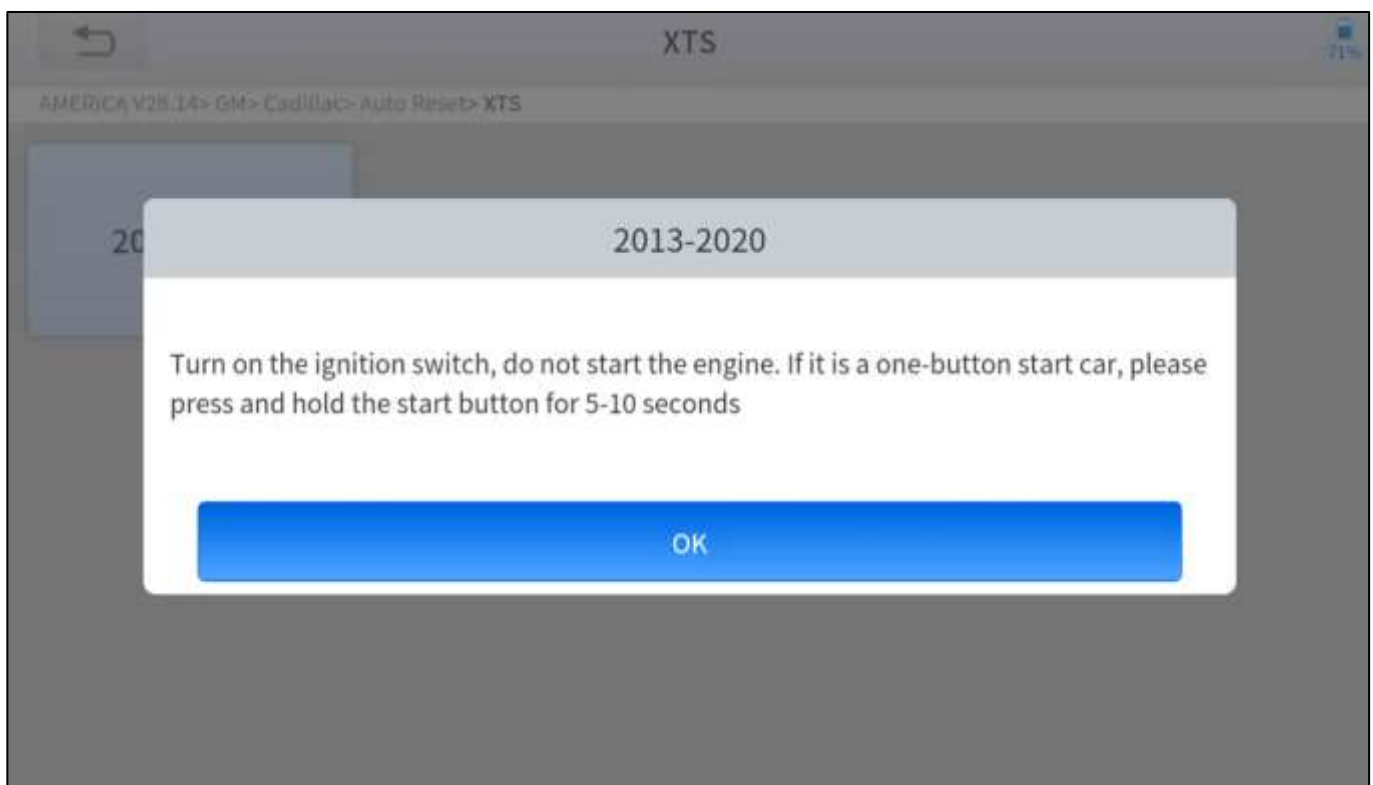 XTS
71%
AMERICA V28.14> GM> Cadillac> Auto Reset> XTS
20
2013-2020
Turn on the ignition switch, do not start the engine. If it is a one-button start car, please
press and hold the start button for 5-10 seconds
OK